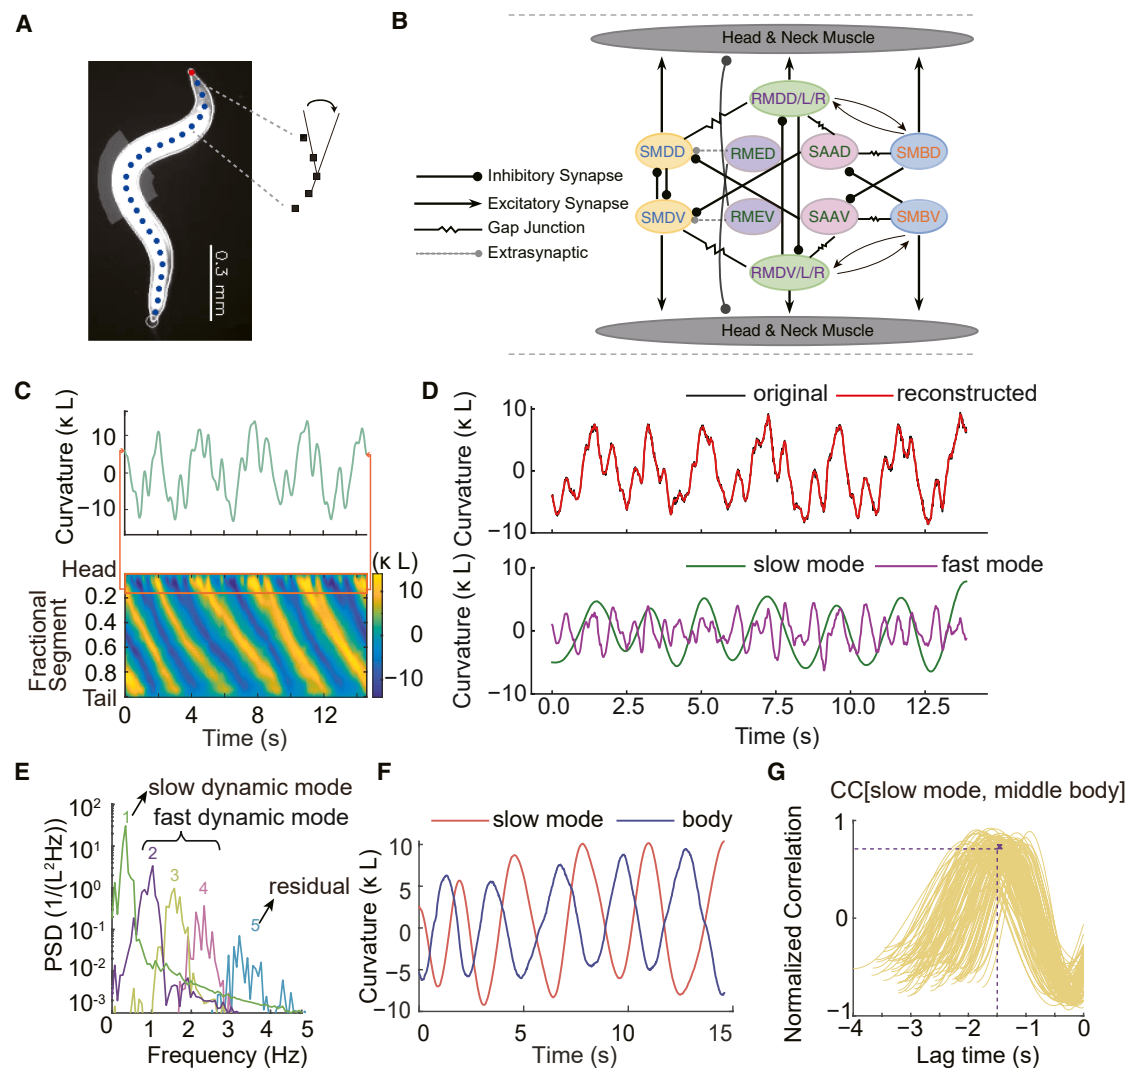 A
0.3 mm
B
Head & Neck Muscle
RMDD/L/R
SMDD
RMED
SAAD
SMBD
Inhibitory Synapse
Excitatory Synapse
Gap Junction
Extrasynaptic
SMDV
RMEV
SAAV
SMBV
RMDV/L/R
Head & Neck Muscle
C
Curvature (κ L)
10
0
−10
(κ L)
Head
0.2
0.4
0.6
0.8
Tail
Fractional
Segment
10
0
−10
0 4 8 12
Time (s)
D
original reconstructed
Curvature (κ L)
10
0
−10
slow mode fast mode
Curvature (κ L)
10
0
−10
0.0 2.5 5.0 7.5 10.0 12.5
Time (s)
E
slow dynamic mode
fast dynamic mode
residual
1
2
3
4
5
PSD (1/(L²Hz))
10²
10¹
10⁰
10⁻¹
10⁻²
10⁻³
0 1 2 3 4 5
Frequency (Hz)
F
slow mode body
Curvature (κ L)
10
5
0
−5
−10
0 5 10 15
Time (s)
G
CC[slow mode, middle body]
Normalized Correlation
1
0
−1
−4 −3 −2 −1 0
Lag time (s)